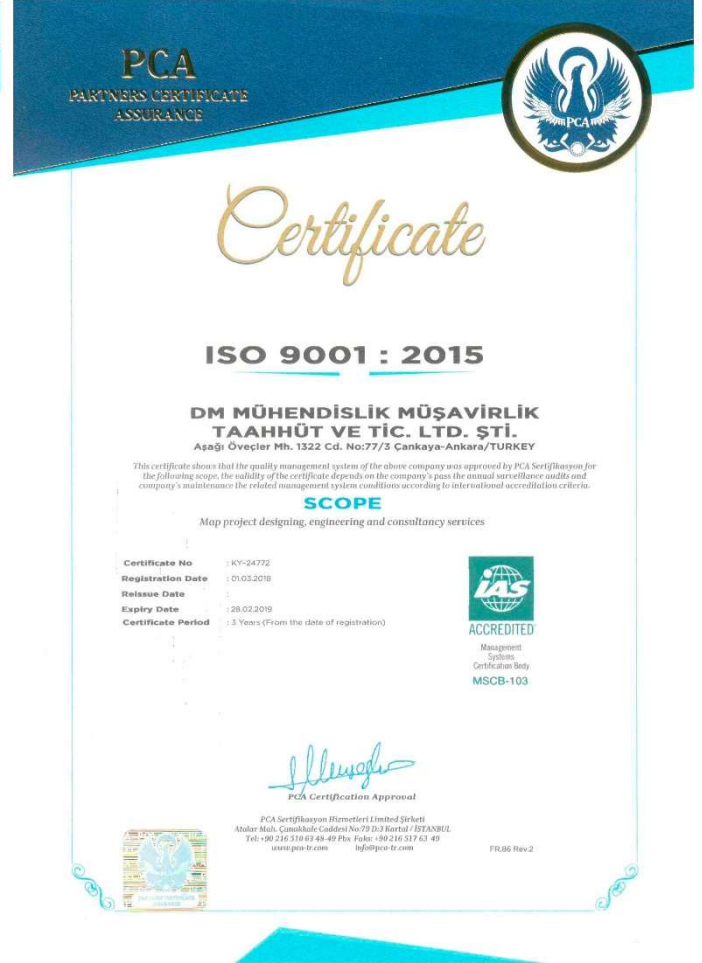 PCA
PARTNERS CERTIFICATE
ASSURANCE
PCA
Certificate
ISO 9001 : 2015
DM MÜHENDİSLİK MÜŞAVİRLİK
TAAHHÜT VE TİC. LTD. ŞTİ.
Aşağı Öveçler Mh. 1322 Cd. No:77/3 Çankaya-Ankara/TURKEY
This certificate shows that the quality management system of the above company was approved by PCA Sertifikasyon for
the following scope, the validity of the certificate depends on the company's pass the annual surveillance audits and
company's maintenance the related management system conditions according to international accreditation criteria.
SCOPE
Map project designing, engineering and consultancy services
Certificate No : KY-24772
Registration Date : 01.03.2018
Reissue Date :
Expiry Date : 28.02.2019
Certificate Period : 3 Years (From the date of registration)
IAS
ACCREDITED
Management
Systems
Certification Body
MSCB-103
PCA Certification Approval
PCA Sertifikasyon Hizmetleri Limited Şirketi
Atalar Mah. Çanakkale Caddesi No:79 D:3 Kartal / İSTANBUL
Tel: +90 216 510 63 48-49 Pbx Faks: +90 216 517 63 49
www.pca-tr.com info@pca-tr.com
FR.86 Rev.2